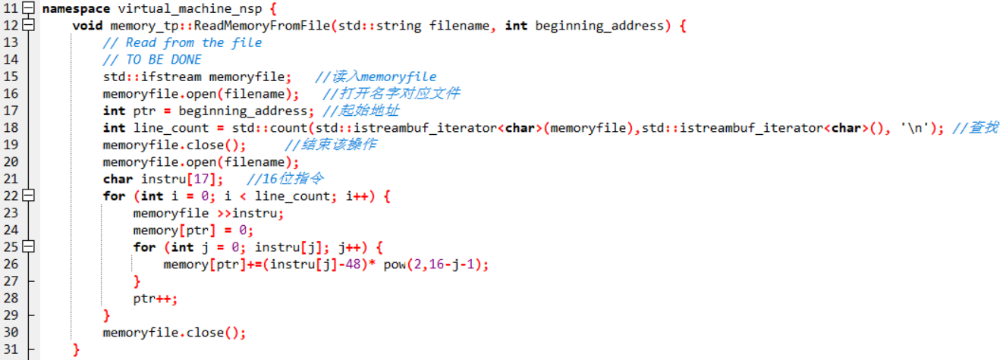 11 namespace virtual_machine_nsp {
12 void memory_tp::ReadMemoryFromFile(std::string filename, int beginning_address) {
13 // Read from the file
14 // TO BE DONE
15 std::ifstream memoryfile; //读入memoryfile
16 memoryfile.open(filename); //打开名字对应文件
17 int ptr = beginning_address; //起始地址
18 int line_count = std::count(std::istreambuf_iterator<char>(memoryfile),std::istreambuf_iterator<char>(), '\n'); //查找
19 memoryfile.close(); //结束该操作
20 memoryfile.open(filename);
21 char instru[17]; //16位指令
22 for (int i = 0; i < line_count; i++) {
23 memoryfile >>instru;
24 memory[ptr] = 0;
25 for (int j = 0; instru[j]; j++) {
26 memory[ptr]+=(instru[j]-48)* pow(2,16-j-1);
27 }
28 ptr++;
29 }
30 memoryfile.close();
31 }